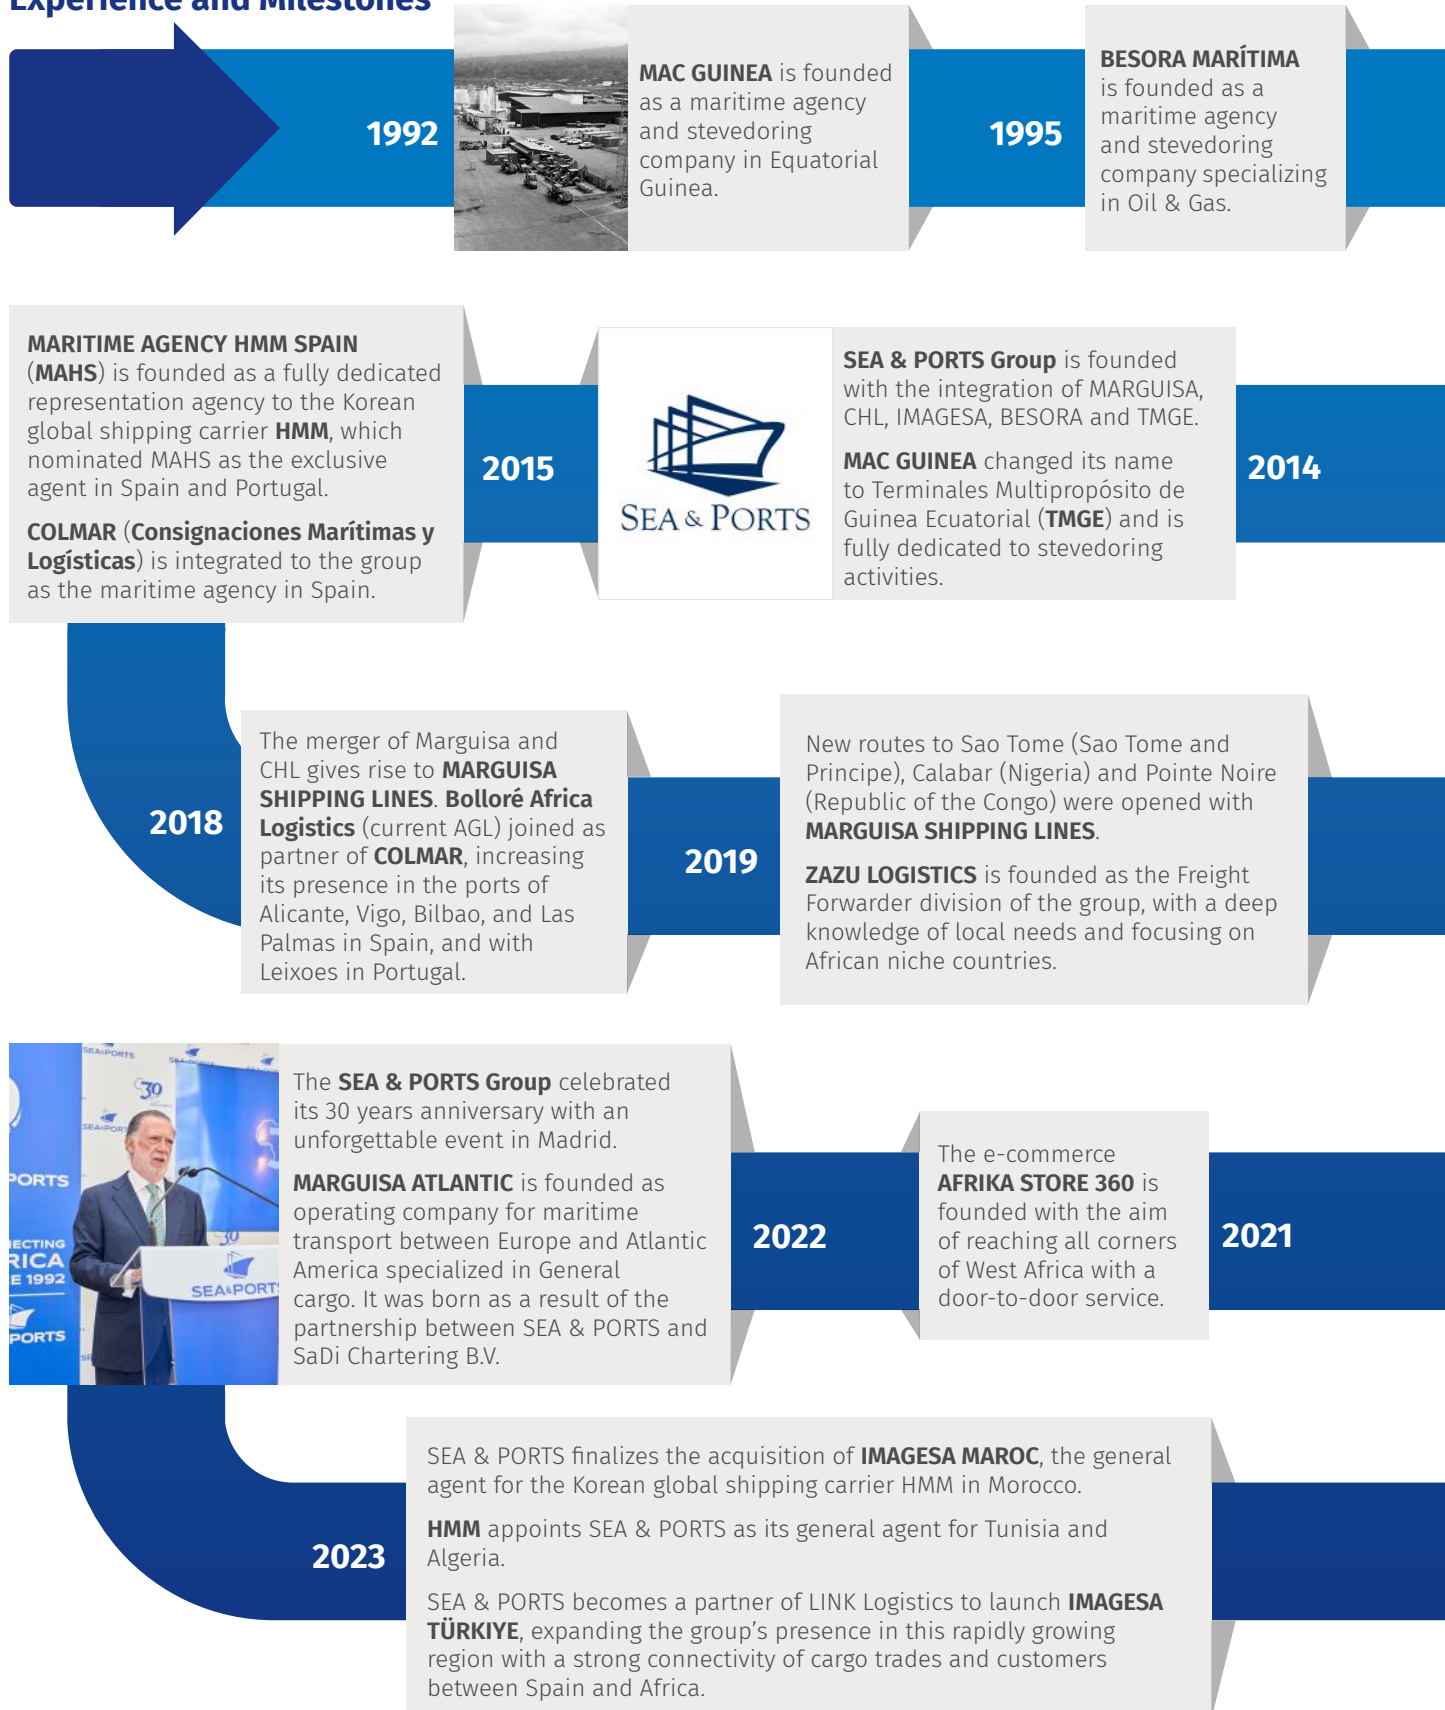 Experience and Milestones
1992
MAC GUINEA is founded
as a maritime agency
and stevedoring
company in Equatorial
Guinea.
1995
BESORA MARÍTIMA
is founded as a
maritime agency
and stevedoring
company specializing
in Oil & Gas.
2014
SEA & PORTS Group is founded
with the integration of MARGUISA,
CHL, IMAGESA, BESORA and TMGE.
MAC GUINEA changed its name
to Terminales Multipropósito de
Guinea Ecuatorial (TMGE) and is
fully dedicated to stevedoring
activities.
SEA & PORTS
2015
MARITIME AGENCY HMM SPAIN
(MAHS) is founded as a fully dedicated
representation agency to the Korean
global shipping carrier HMM, which
nominated MAHS as the exclusive
agent in Spain and Portugal.
COLMAR (Consignaciones Marítimas y
Logísticas) is integrated to the group
as the maritime agency in Spain.
2018
The merger of Marguisa and
CHL gives rise to MARGUISA
SHIPPING LINES. Bolloré Africa
Logistics (current AGL) joined as
partner of COLMAR, increasing
its presence in the ports of
Alicante, Vigo, Bilbao, and Las
Palmas in Spain, and with
Leixoes in Portugal.
2019
New routes to Sao Tome (Sao Tome and
Principe), Calabar (Nigeria) and Pointe Noire
(Republic of the Congo) were opened with
MARGUISA SHIPPING LINES.
ZAZU LOGISTICS is founded as the Freight
Forwarder division of the group, with a deep
knowledge of local needs and focusing on
African niche countries.
2021
The e-commerce
AFRIKA STORE 360 is
founded with the aim
of reaching all corners
of West Africa with a
door-to-door service.
2022
The SEA & PORTS Group celebrated
its 30 years anniversary with an
unforgettable event in Madrid.
MARGUISA ATLANTIC is founded as
operating company for maritime
transport between Europe and Atlantic
America specialized in General
cargo. It was born as a result of the
partnership between SEA & PORTS and
SaDi Chartering B.V.
SEA&PORTS
30
PORTS
ECTING
RICA
E 1992
PORTS
30
SEA&PORTS
2023
SEA & PORTS finalizes the acquisition of IMAGESA MAROC, the general
agent for the Korean global shipping carrier HMM in Morocco.
HMM appoints SEA & PORTS as its general agent for Tunisia and
Algeria.
SEA & PORTS becomes a partner of LINK Logistics to launch IMAGESA
TÜRKIYE, expanding the group's presence in this rapidly growing
region with a strong connectivity of cargo trades and customers
between Spain and Africa.